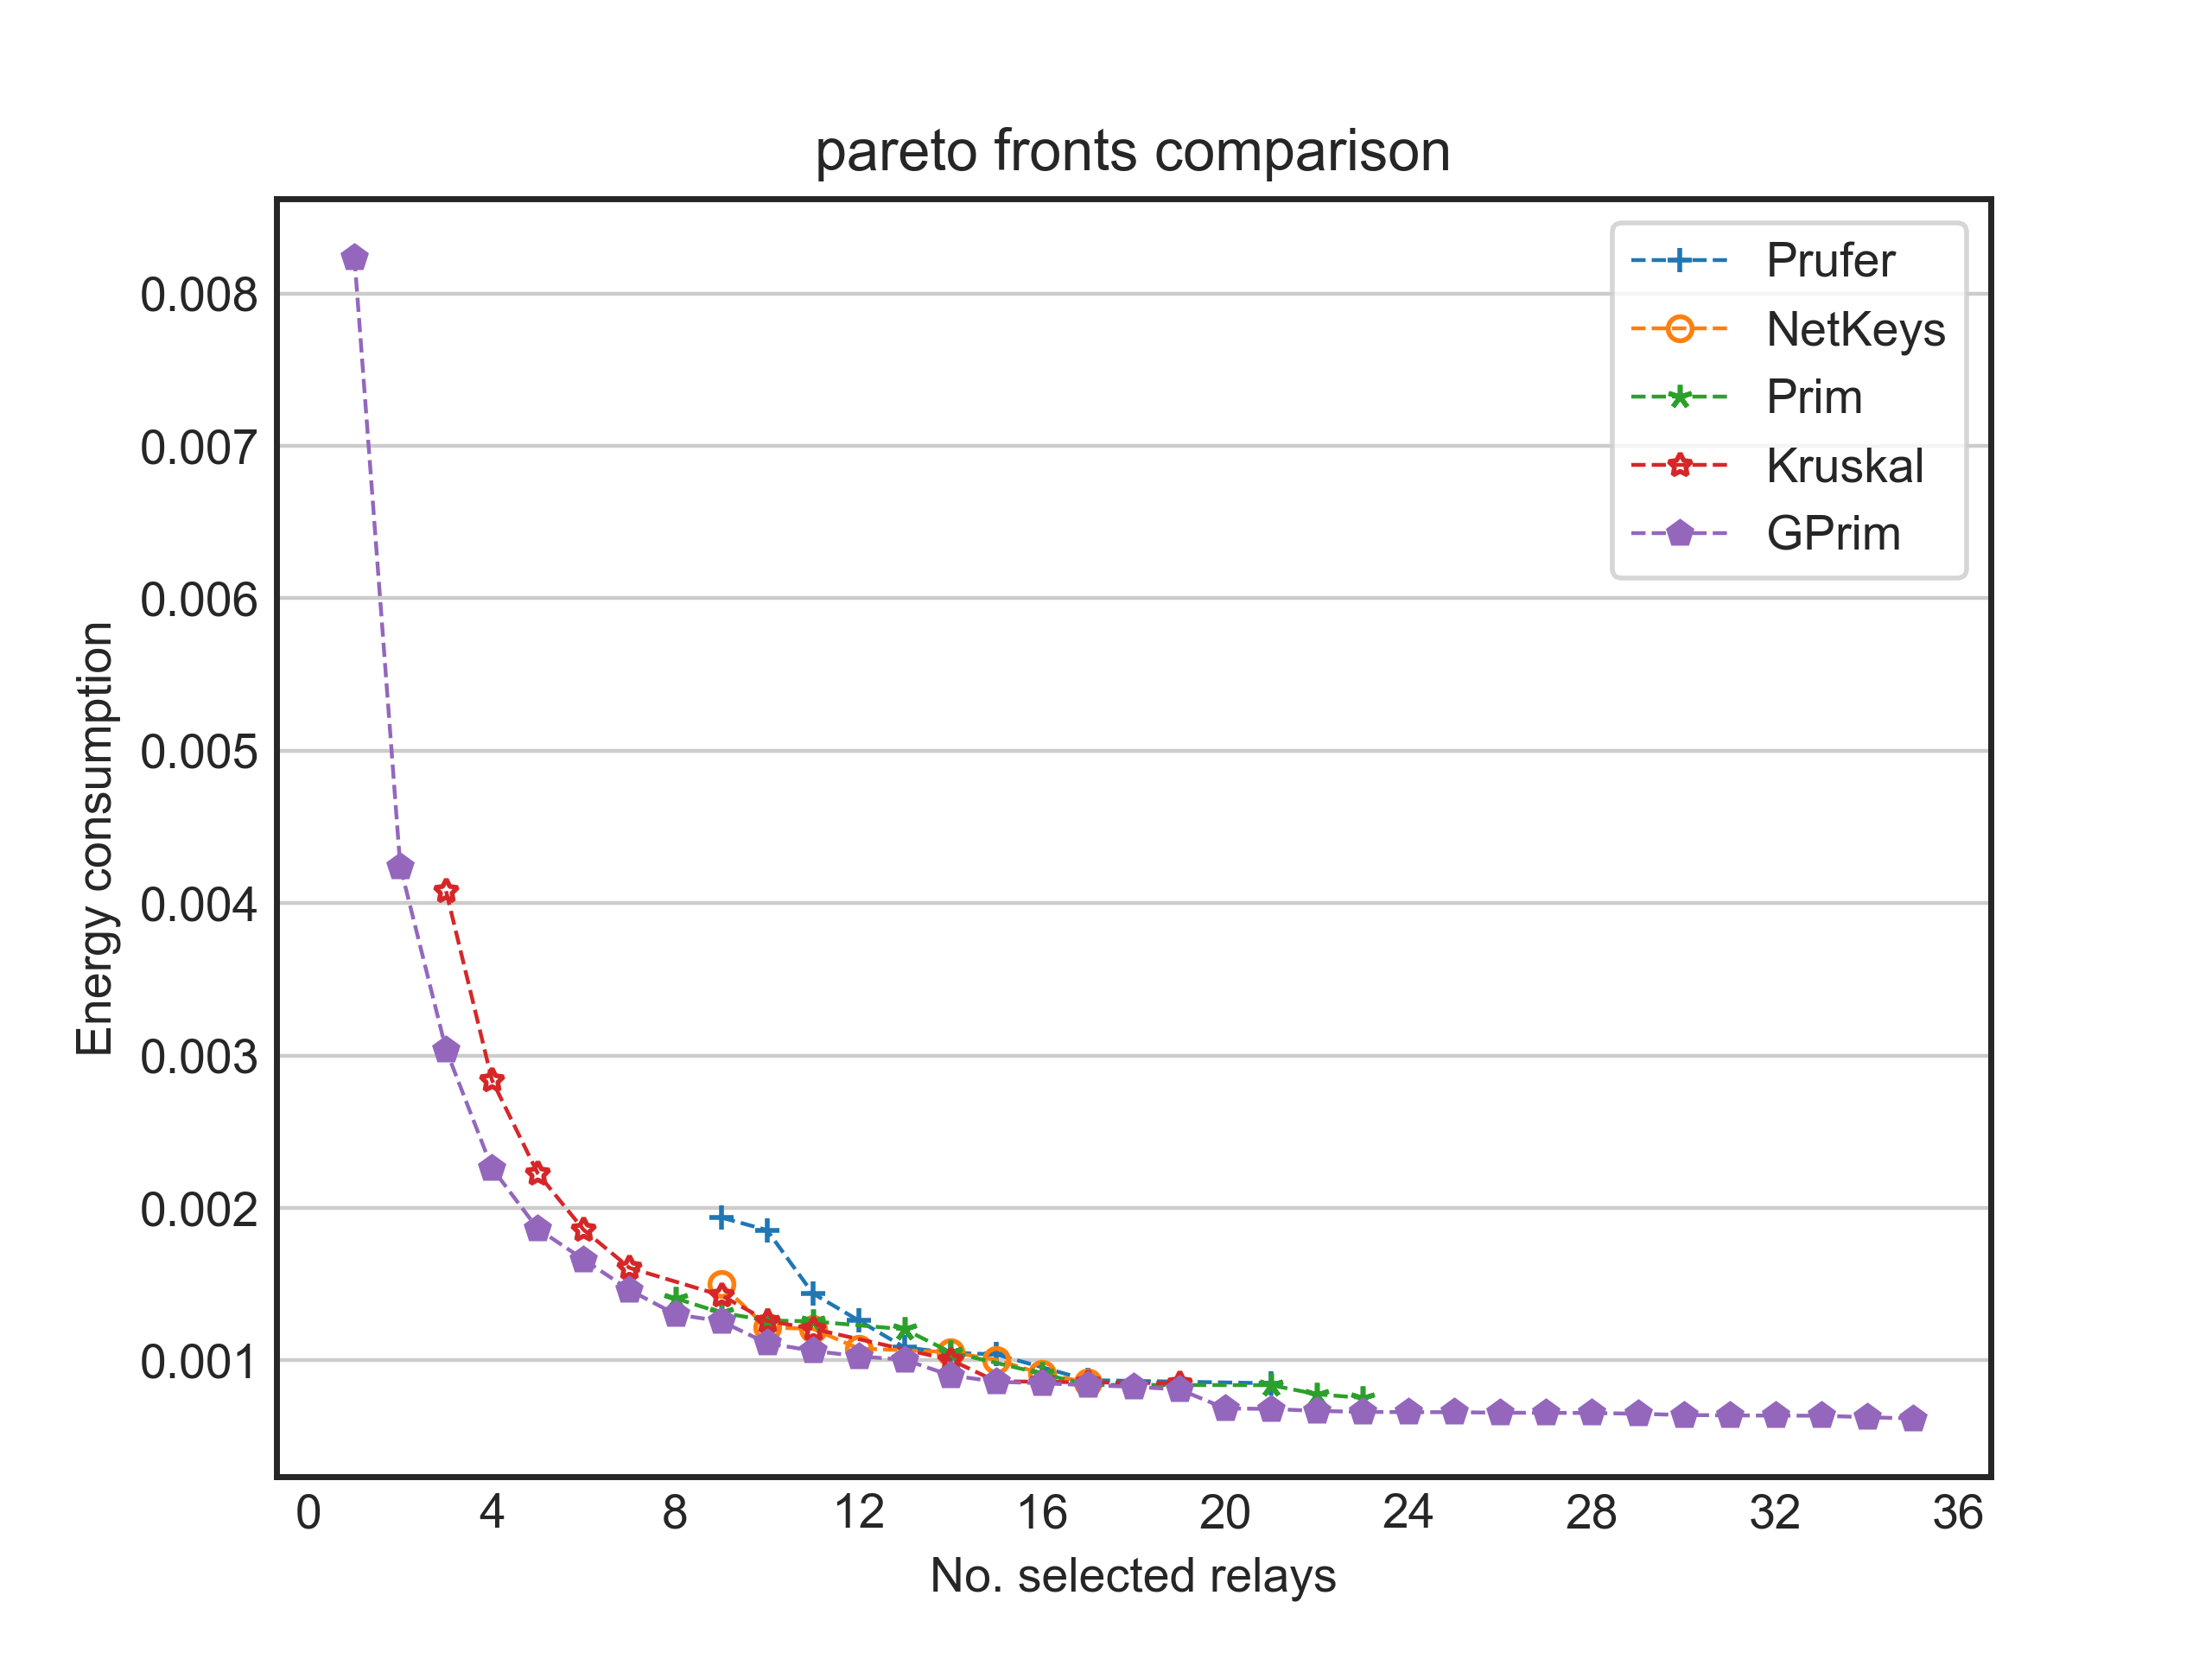 pareto fronts comparison
Prufer
NetKeys
Prim
Kruskal
GPrim
0.008
0.007
0.006
0.005
0.004
0.003
0.002
0.001
Energy consumption
0 4 8 12 16 20 24 28 32 36
No. selected relays